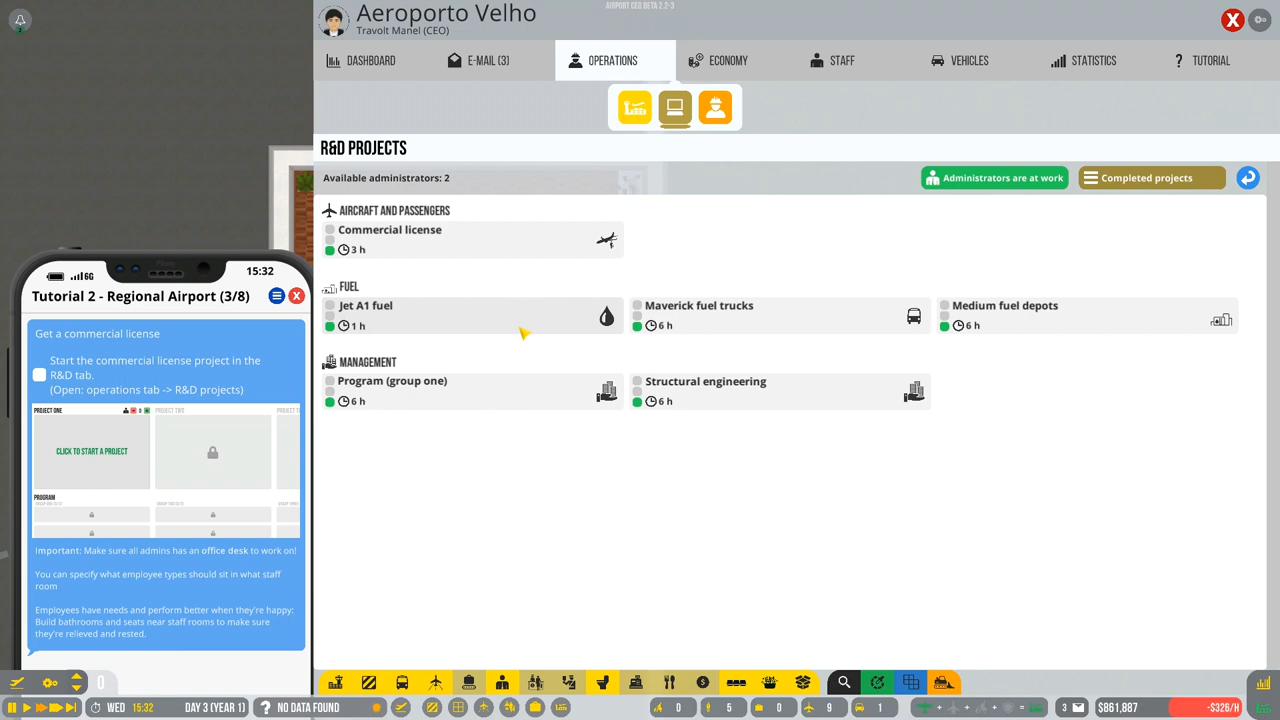 AIRPORT CEO BETA 2.2-3
Aeroporto Velho
Travolt Manel (CEO)
X
DASHBOARD
E-MAIL (3)
OPERATIONS
ECONOMY
STAFF
VEHICLES
STATISTICS
? TUTORIAL
R&D PROJECTS
Available administrators: 2
Administrators are at work
Completed projects
AIRCRAFT AND PASSENGERS
Commercial license
3 h
FUEL
Jet A1 fuel
1 h
Maverick fuel trucks
6 h
Medium fuel depots
6 h
MANAGEMENT
Program (group one)
6 h
Structural engineering
6 h
6G
15:32
Tutorial 2 - Regional Airport (3/8)
X
Get a commercial license
Start the commercial license project in the
R&D tab.
(Open: operations tab -> R&D projects)
PROJECT ONE
0
PROJECT TWO
CLICK TO START A PROJECT
PROGRAM
Important: Make sure all admins has an office desk to work on!
You can specify what employee types should sit in what staff
room
Employees have needs and perform better when they're happy:
Build bathrooms and seats near staff rooms to make sure
they're relieved and rested.
0
WED 15:32
DAY 3 (YEAR 1)
? NO DATA FOUND
0
5
0
9
1
3
$861,887
-$326/H